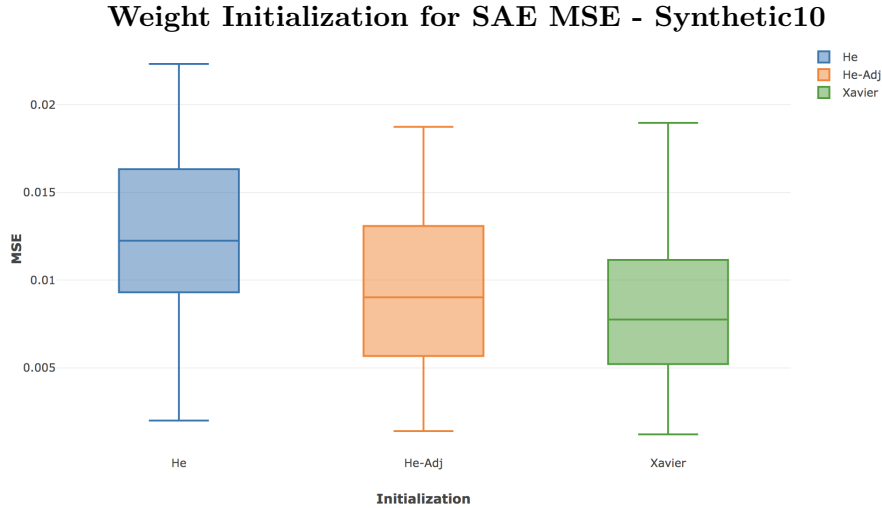 Weight Initialization for SAE MSE - Synthetic10
He
He-Adj
Xavier
0.02
0.015
0.01
0.005
MSE
He
He-Adj
Xavier
Initialization